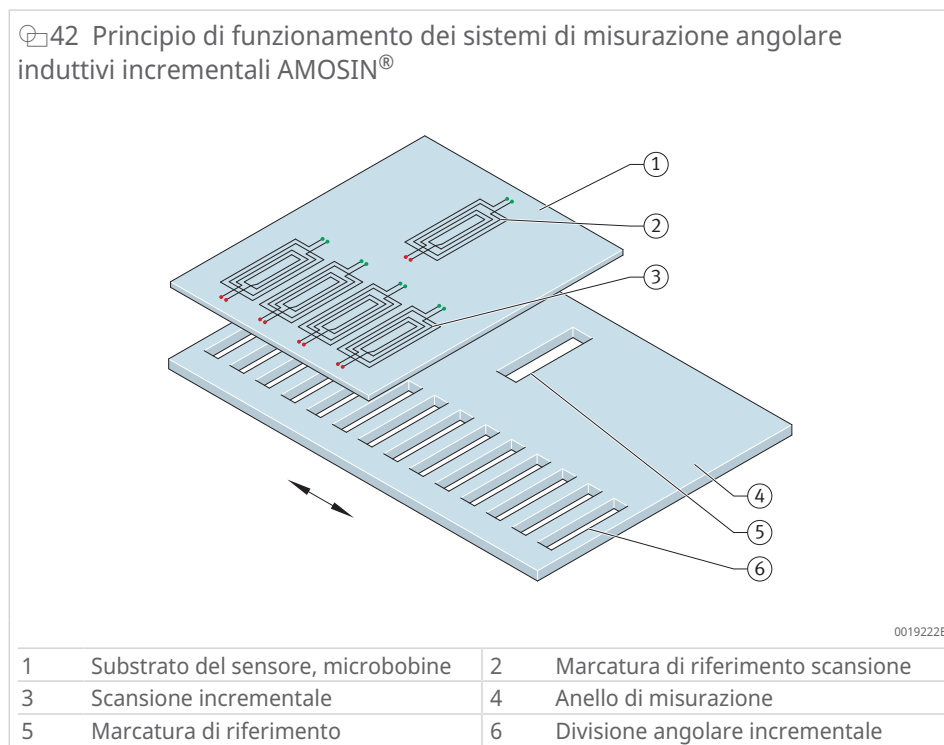 42 Principio di funzionamento dei sistemi di misurazione angolare
induttivi incrementali AMOSIN®
1
2
3
4
5
6
0019222E
1 Substrato del sensore, microbobine 2 Marcatura di riferimento scansione
3 Scansione incrementale 4 Anello di misurazione
5 Marcatura di riferimento 6 Divisione angolare incrementale